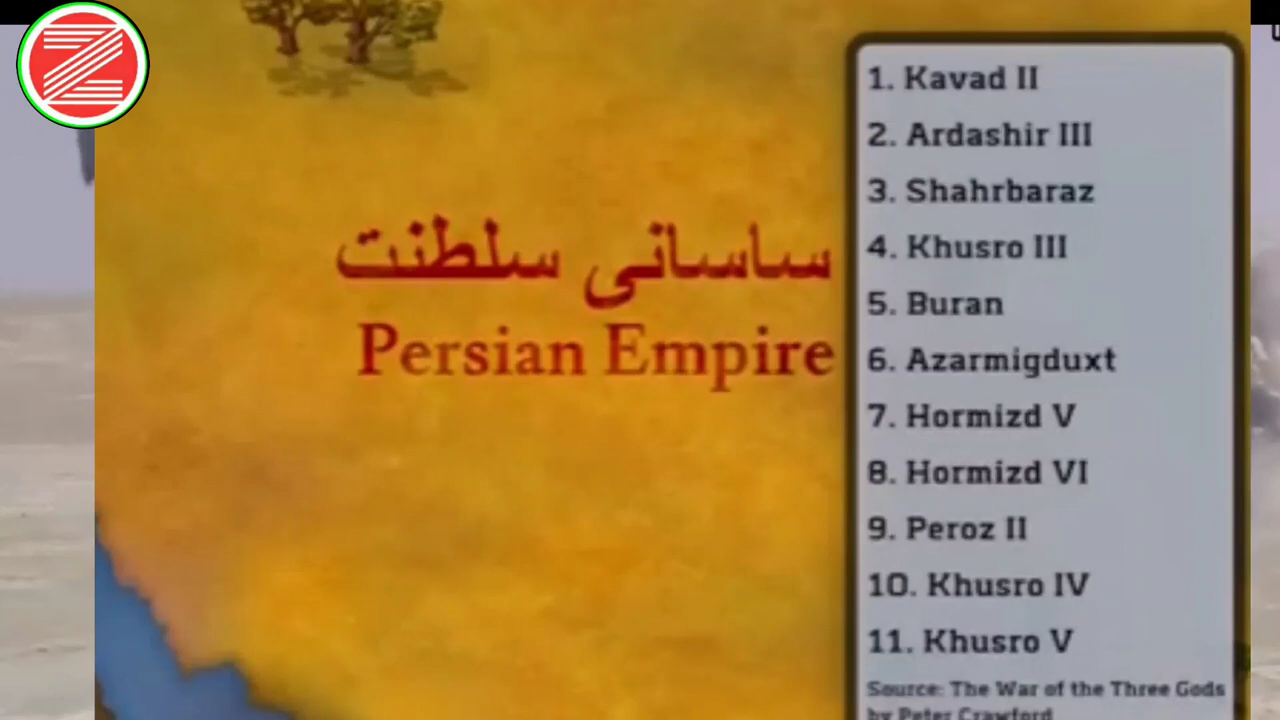 Z
ساسانی سلطنت
Persian Empire
1. Kavad II
2. Ardashir III
3. Shahrbaraz
4. Khusro III
5. Buran
6. Azarmigduxt
7. Hormizd V
8. Hormizd VI
9. Peroz II
10. Khusro IV
11. Khusro V
Source: The War of the Three Gods
by Peter Crawford